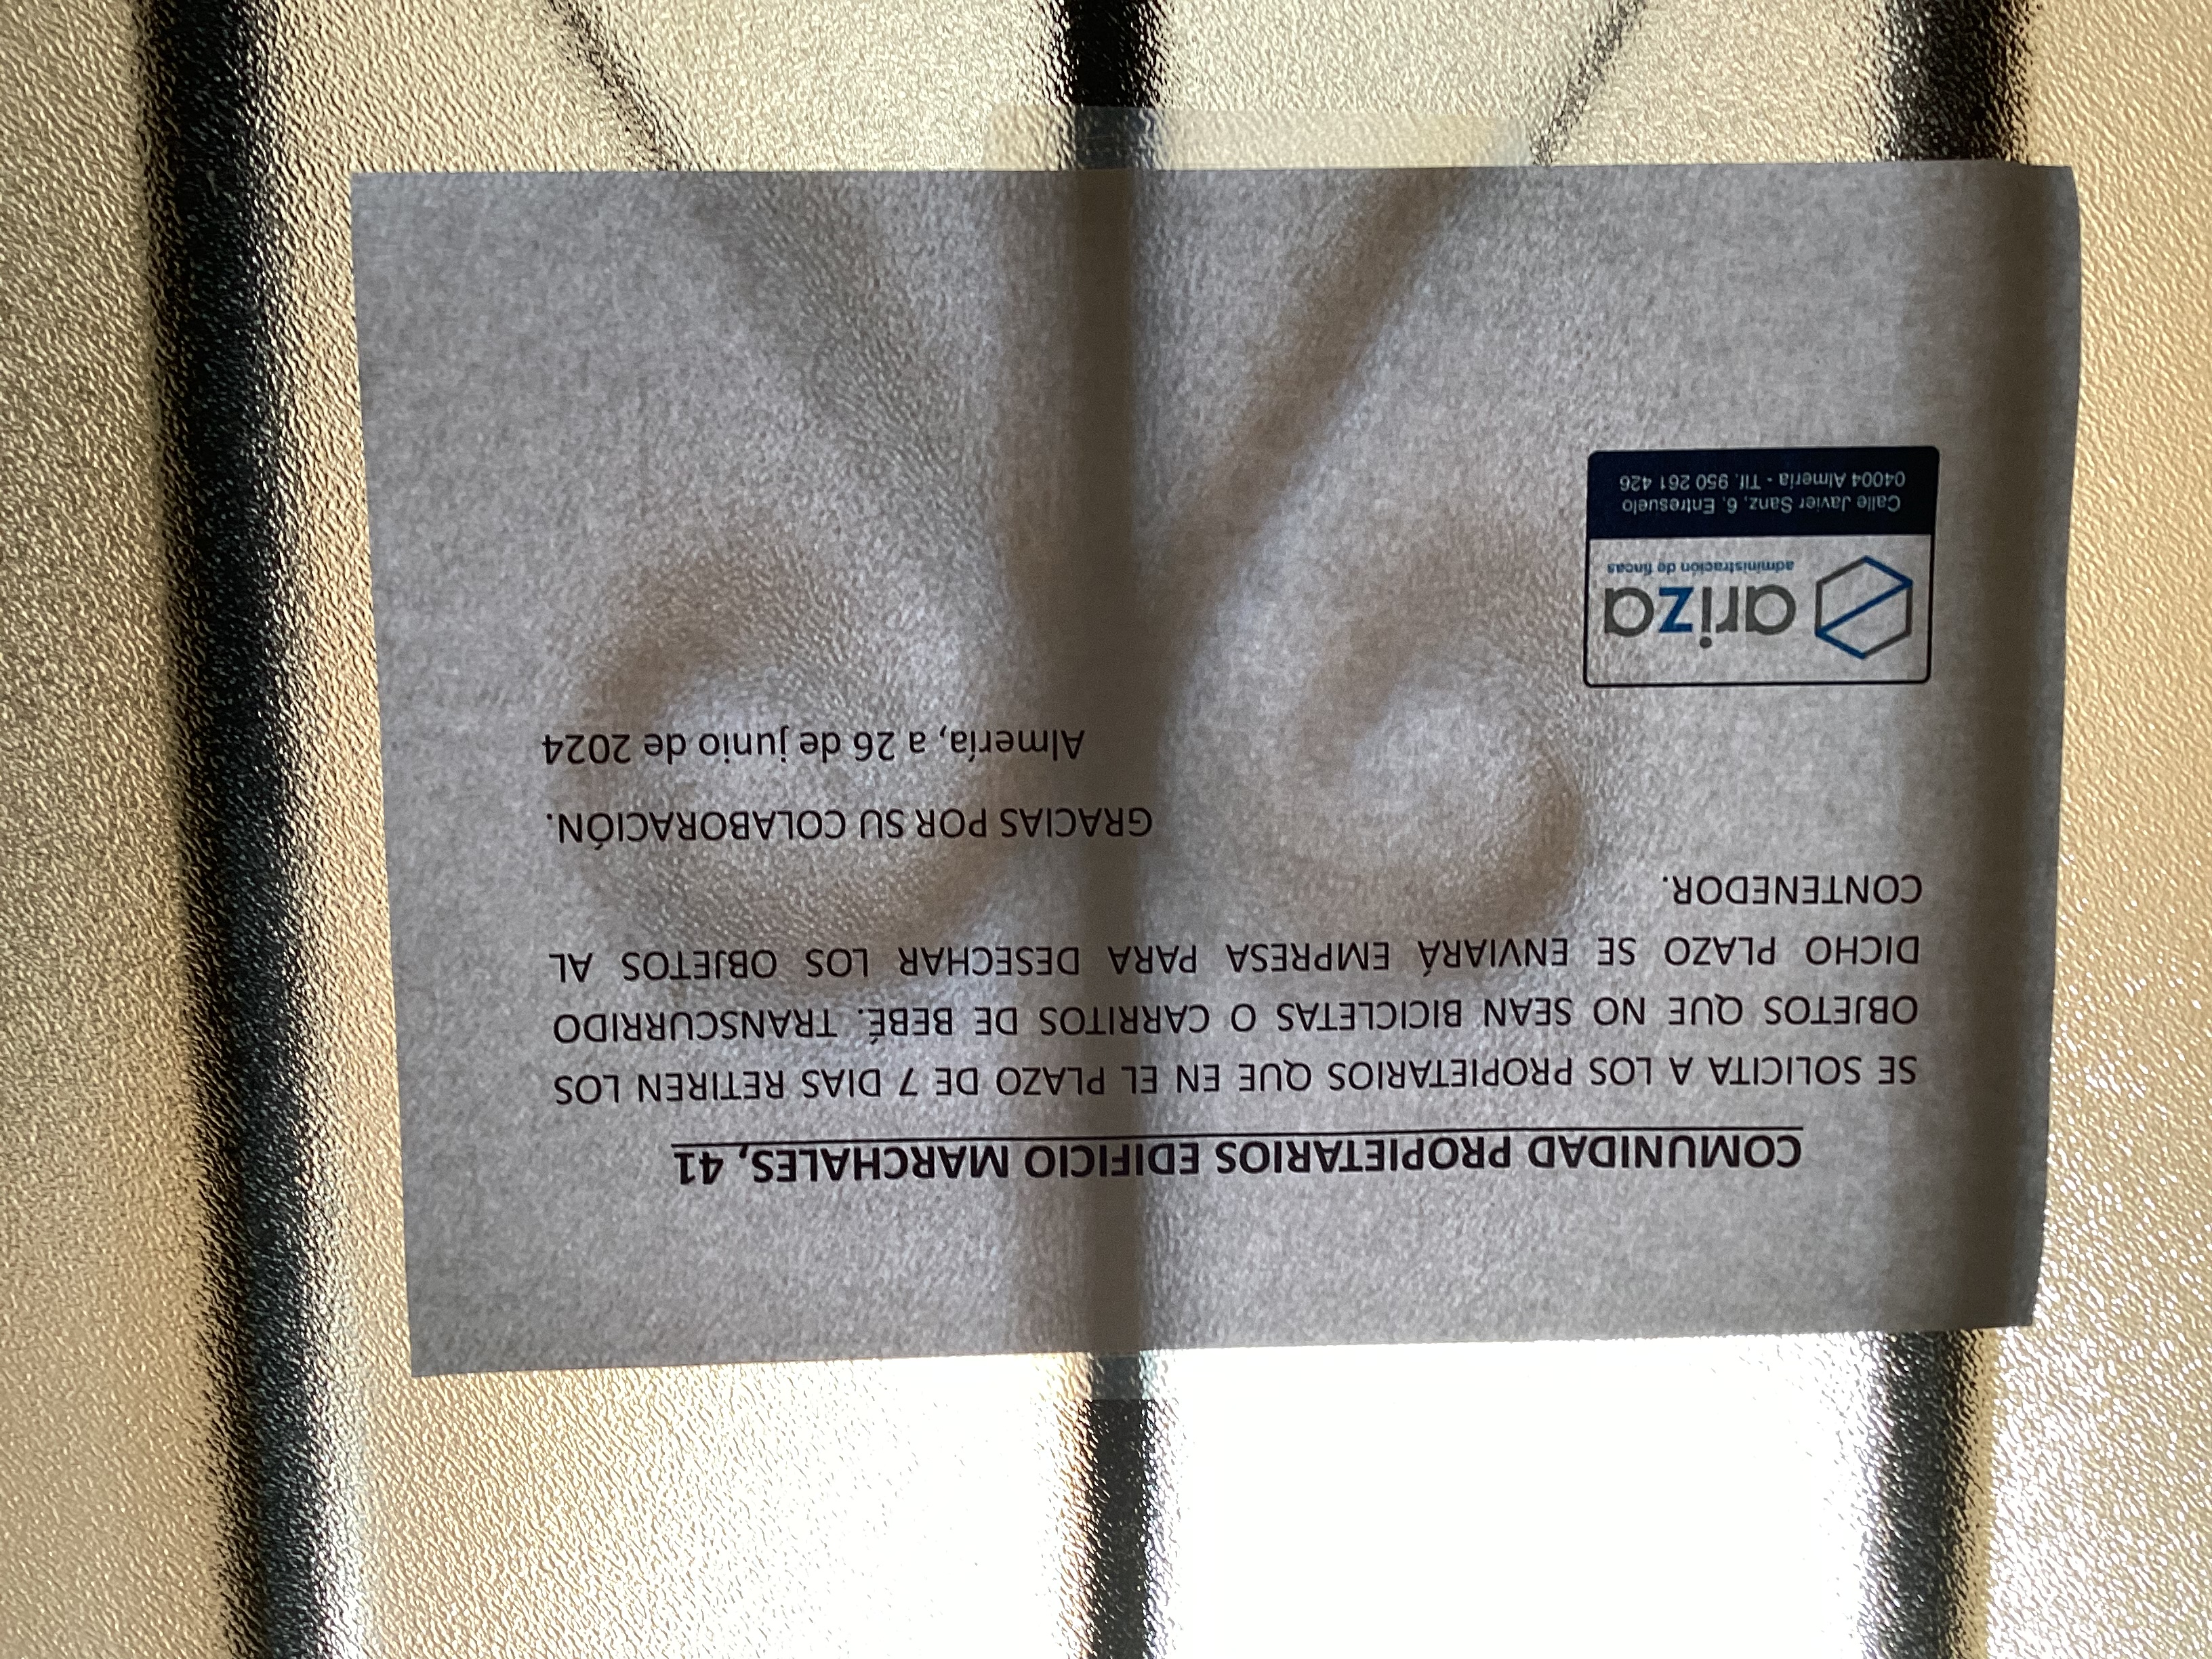 COMUNIDAD PROPIETARIOS EDIFICIO MARCHALES, 41
SE SOLICITA A LOS PROPIETARIOS QUE EN EL PLAZO DE 7 DIAS RETIREN LOS
OBJETOS QUE NO SEAN BICICLETAS O CARRITOS DE BEBÉ. TRANSCURRIDO
DICHO PLAZO SE ENVIARÁ EMPRESA PARA DESECHAR LOS OBJETOS AL
CONTENEDOR.
GRACIAS POR SU COLABORACIÓN.
Almería, a 26 de junio de 2024
ariza
administración de fincas
Calle Javier Sanz, 6, Entresuelo
04004 Almería - Tlf. 950 261 426